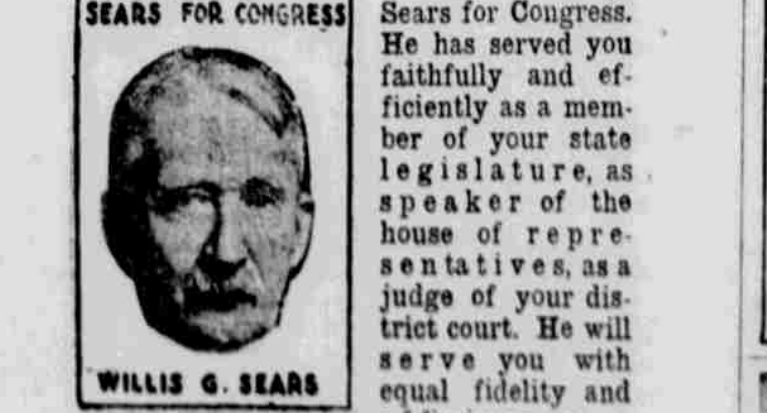 SEARS FOR CONGRESS
WILLIS G. SEARS
Sears for Congress.
He has served you
faithfully and ef-
ficiently as a mem-
ber of your state
legislature, as
speaker of the
house of repre-
sentatives, as a
judge of your dis-
trict court. He will
serve you with
equal fidelity and